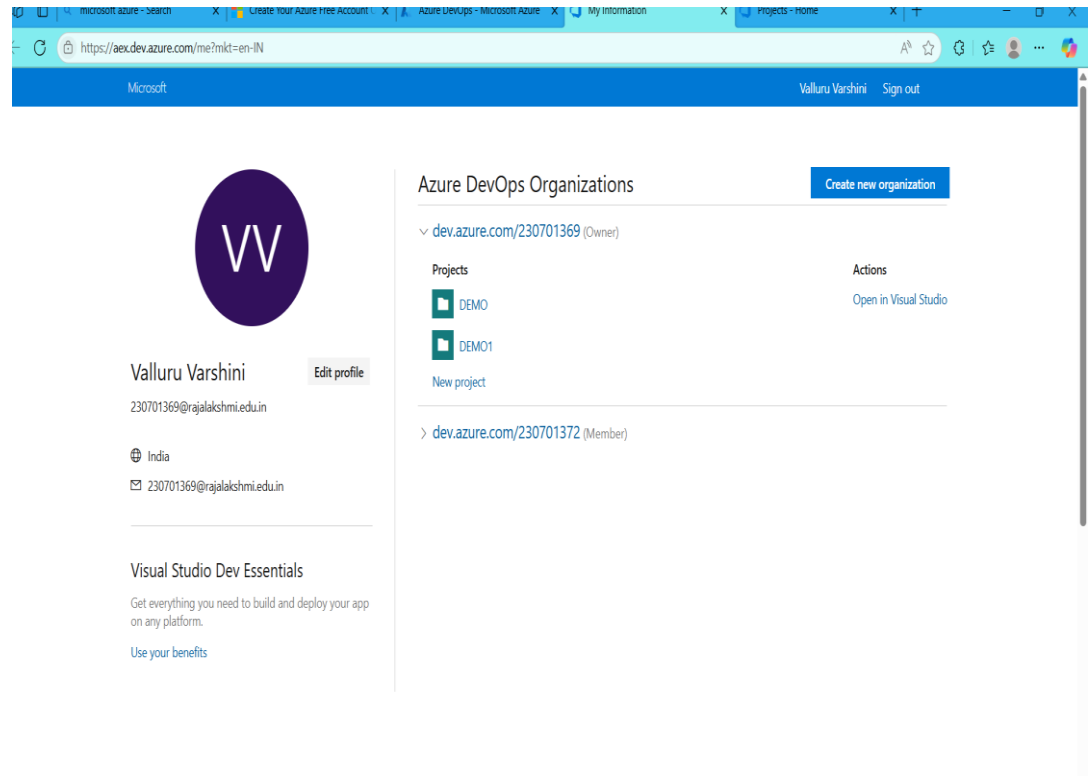 microsoft azure - Search
Create Your Azure Free Account
Azure DevOps - Microsoft Azure
My Information
Projects - Home
https://aex.dev.azure.com/me?mkt=en-IN
Microsoft
Valluru Varshini
Sign out
VV
Valluru Varshini
Edit profile
230701369@rajalakshmi.edu.in
India
230701369@rajalakshmi.edu.in
Visual Studio Dev Essentials
Get everything you need to build and deploy your app
on any platform.
Use your benefits
Azure DevOps Organizations
Create new organization
dev.azure.com/230701369 (Owner)
Projects
Actions
DEMO
Open in Visual Studio
DEMO1
New project
dev.azure.com/230701372 (Member)